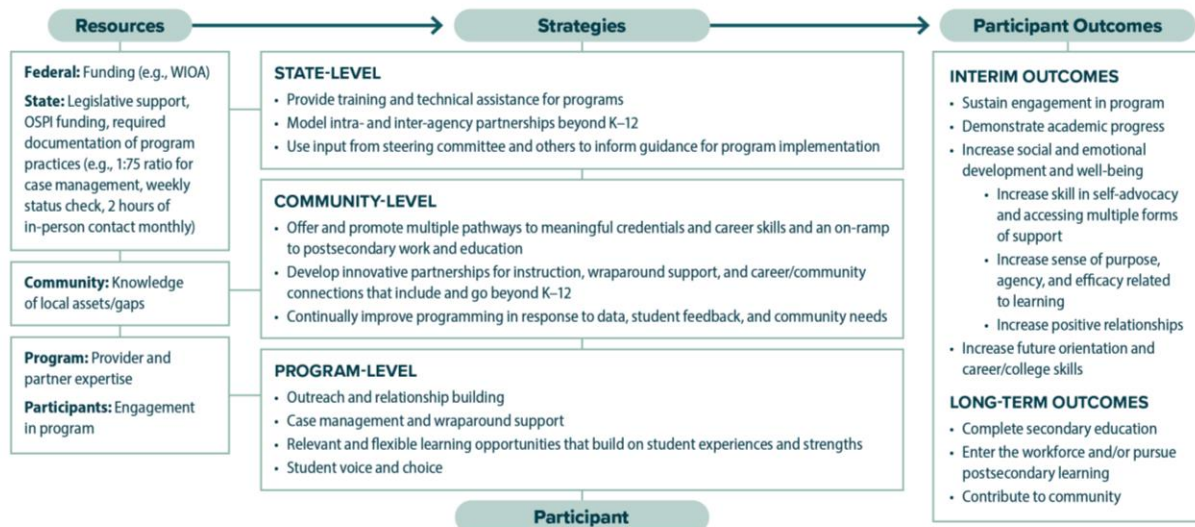 Resources
Strategies
Participant Outcomes
Federal: Funding (e.g., WIOA)
State: Legislative support,
OSPI funding, required
documentation of program
practices (e.g., 1:75 ratio for
case management, weekly
status check, 2 hours of
in-person contact monthly)
Community: Knowledge
of local assets/gaps
Program: Provider and
partner expertise
Participants: Engagement
in program
STATE-LEVEL
• Provide training and technical assistance for programs
• Model intra- and inter-agency partnerships beyond K–12
• Use input from steering committee and others to inform guidance for program implementation
COMMUNITY-LEVEL
• Offer and promote multiple pathways to meaningful credentials and career skills and an on-ramp
to postsecondary work and education
• Develop innovative partnerships for instruction, wraparound support, and career/community
connections that include and go beyond K–12
• Continually improve programming in response to data, student feedback, and community needs
PROGRAM-LEVEL
• Outreach and relationship building
• Case management and wraparound support
• Relevant and flexible learning opportunities that build on student experiences and strengths
• Student voice and choice
Participant
INTERIM OUTCOMES
• Sustain engagement in program
• Demonstrate academic progress
• Increase social and emotional
development and well-being
• Increase skill in self-advocacy
and accessing multiple forms
of support
• Increase sense of purpose,
agency, and efficacy related
to learning
• Increase positive relationships
• Increase future orientation and
career/college skills
LONG-TERM OUTCOMES
• Complete secondary education
• Enter the workforce and/or pursue
postsecondary learning
• Contribute to community